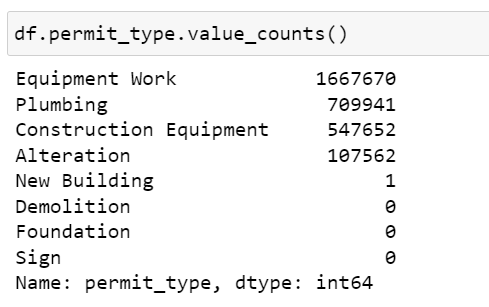 df.permit_type.value_counts()
Equipment Work 1667670
Plumbing 709941
Construction Equipment 547652
Alteration 107562
New Building 1
Demolition 0
Foundation 0
Sign 0
Name: permit_type, dtype: int64